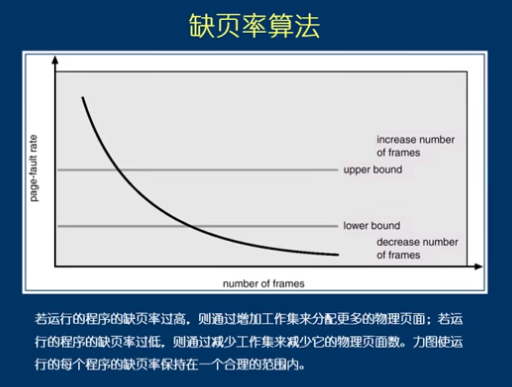 缺页率算法
page-fault rate
increase number
of frames
upper bound
lower bound
decrease number
of frames
number of frames
若运行的程序的缺页率过高，则通过增加工作集来分配更多的物理页面；若运
行的程序的缺页率过低，则通过减少工作集来减少它的物理页面数。力图使运
行的每个程序的缺页率保持在一个合理的范围内。